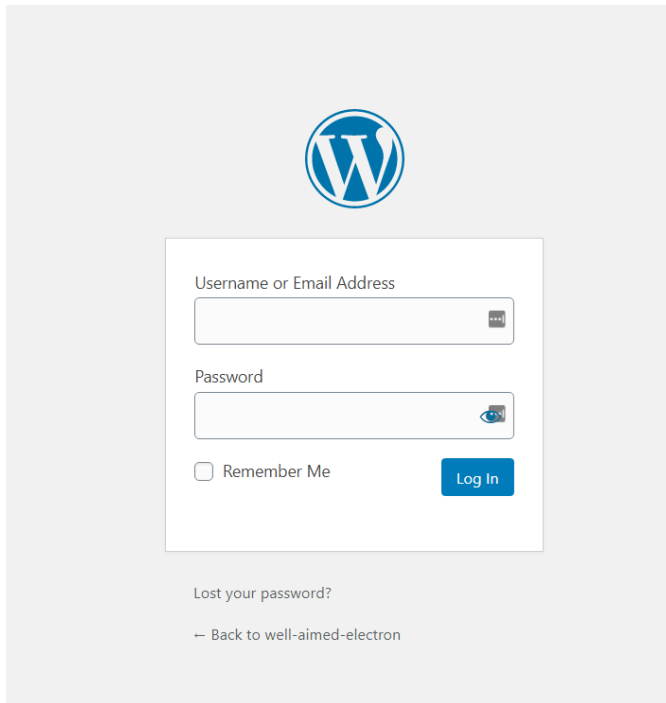 Username or Email Address
Password
Remember Me
Log In
Lost your password?
← Back to well-aimed-electron